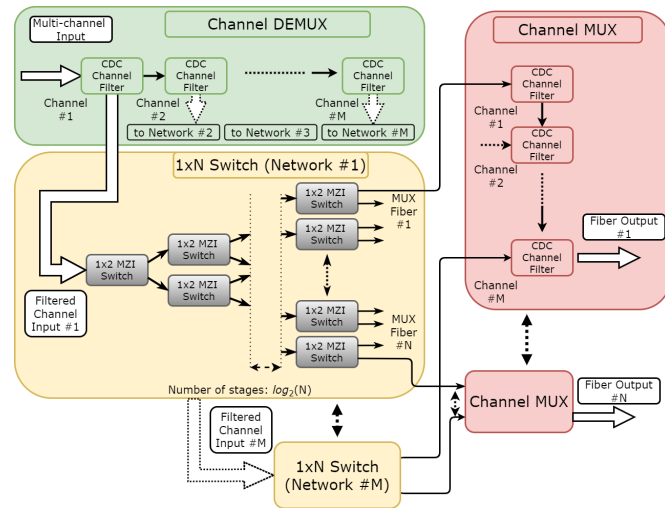 Channel DEMUX
Multi-channel
Input
CDC
Channel
Filter
Channel
#1
CDC
Channel
Filter
Channel
#2
CDC
Channel
Filter
Channel
#M
to Network #2
to Network #3
to Network #M
1xN Switch (Network #1)
1x2 MZI
Switch
1x2 MZI
Switch
1x2 MZI
Switch
1x2 MZI
Switch
1x2 MZI
Switch
1x2 MZI
Switch
1x2 MZI
Switch
MUX
Fiber
#1
MUX
Fiber
#N
Filtered
Channel
Input #1
Number of stages: log2(N)
Filtered
Channel
Input #M
1xN Switch
(Network #M)
Channel MUX
CDC
Channel
Filter
Channel
#1
CDC
Channel
Filter
Channel
#2
CDC
Channel
Filter
Channel
#M
Fiber Output
#1
Channel MUX
Fiber Output
#N